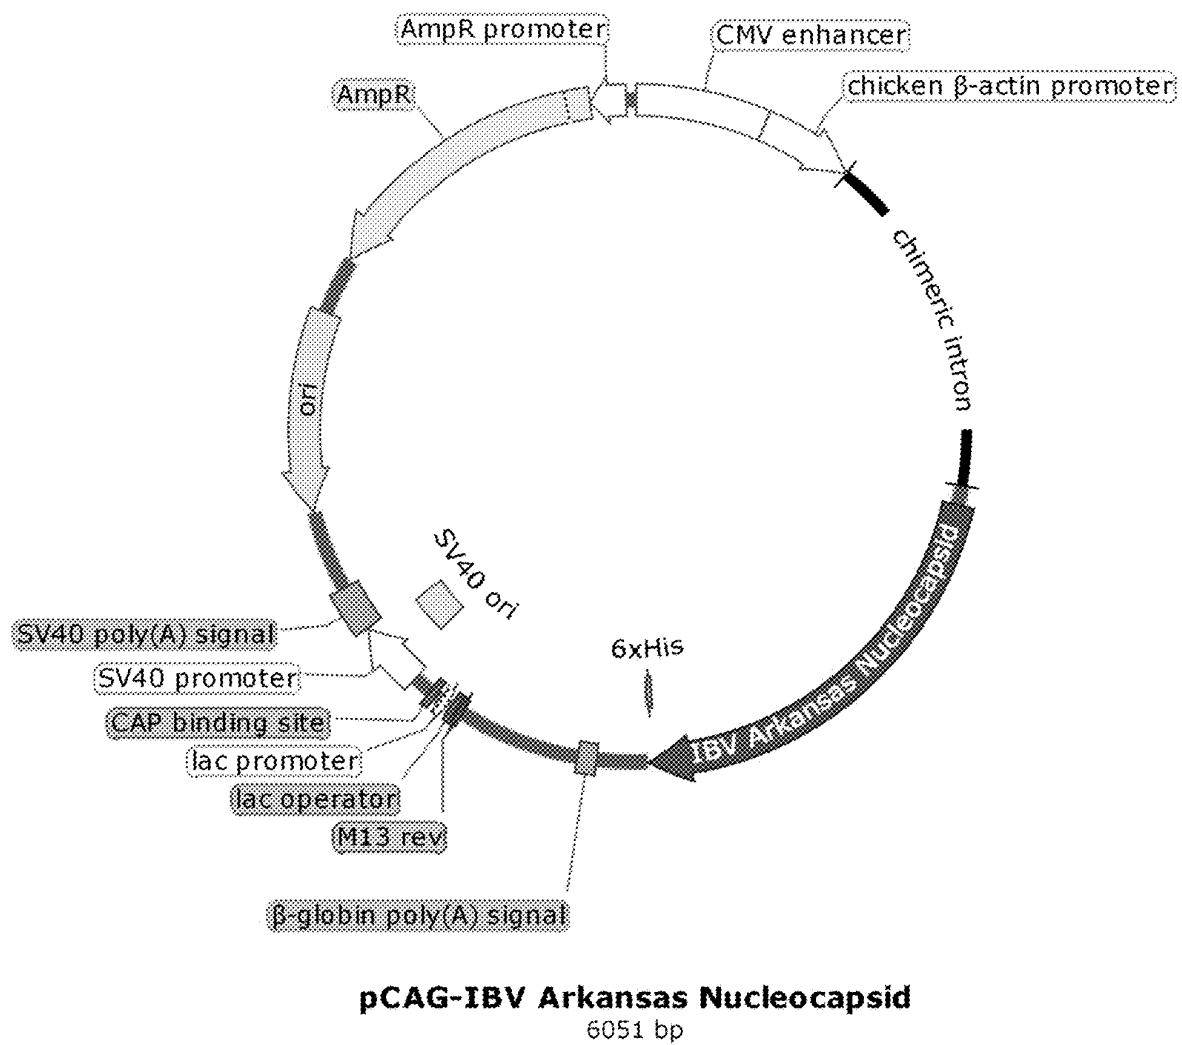 AmpR promoter
CMV enhancer
chicken β-actin promoter
AmpR
chimeric intron
ori
SV40 ori
6xHis
IBV Arkansas Nucleocapsid
SV40 poly(A) signal
SV40 promoter
CAP binding site
lac promoter
lac operator
M13 rev
β-globin poly(A) signal
pCAG-IBV Arkansas Nucleocapsid
6051 bp